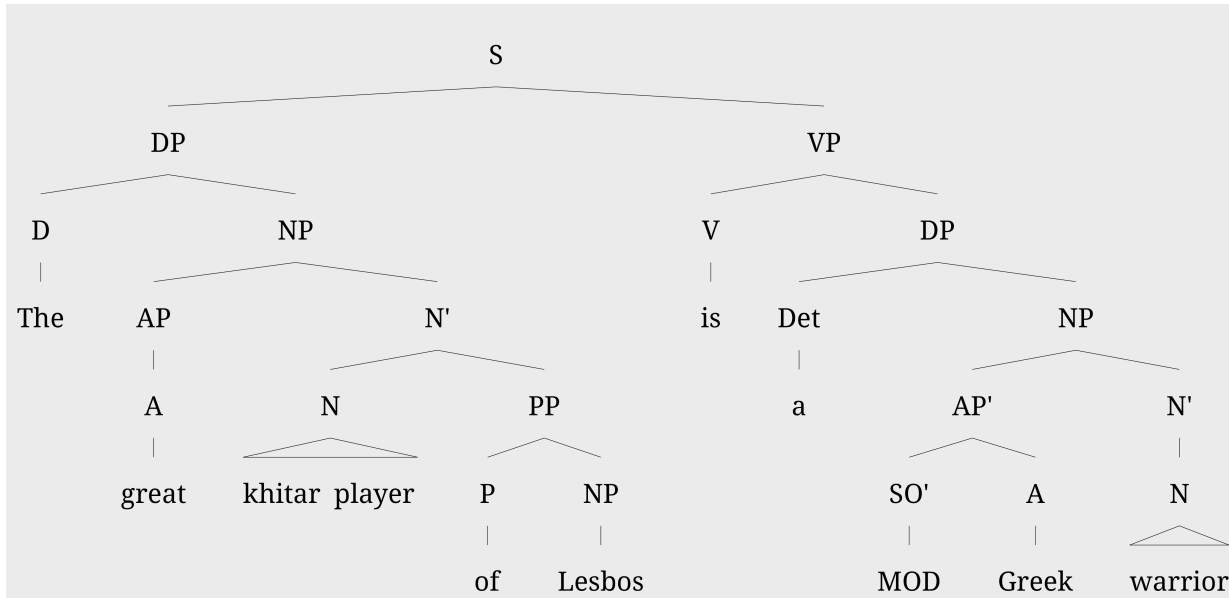 S
DP VP
D NP V DP
The AP N' is Det NP
A N PP a AP' N'
great khitar player P NP SO' A N
of Lesbos MOD Greek warrior